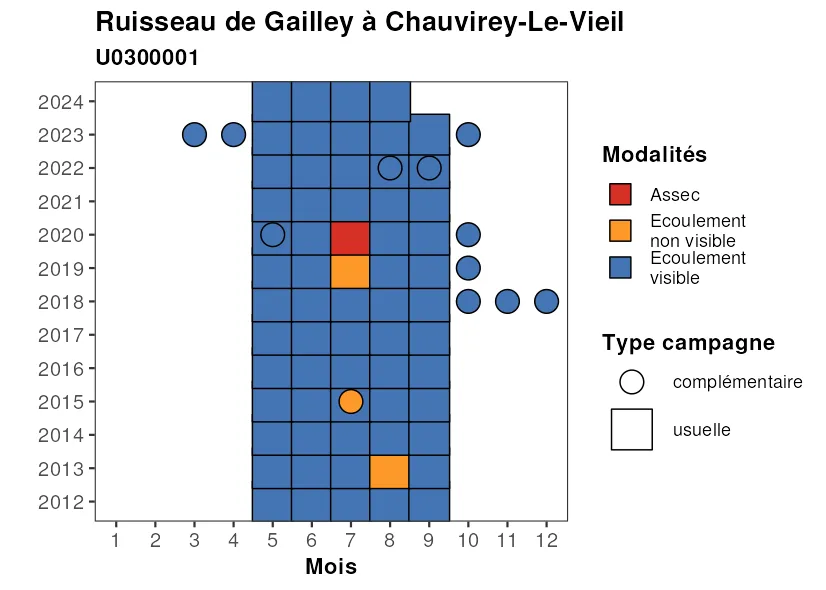 Ruisseau de Gailley à Chauvirey-Le-Vieil
U0300001
2024
2023
2022
2021
2020
2019
2018
2017
2016
2015
2014
2013
2012
1 2 3 4 5 6 7 8 9 10 11 12
Mois
Modalités
Assec
Ecoulement
non visible
Ecoulement
visible
Type campagne
complémentaire
usuelle